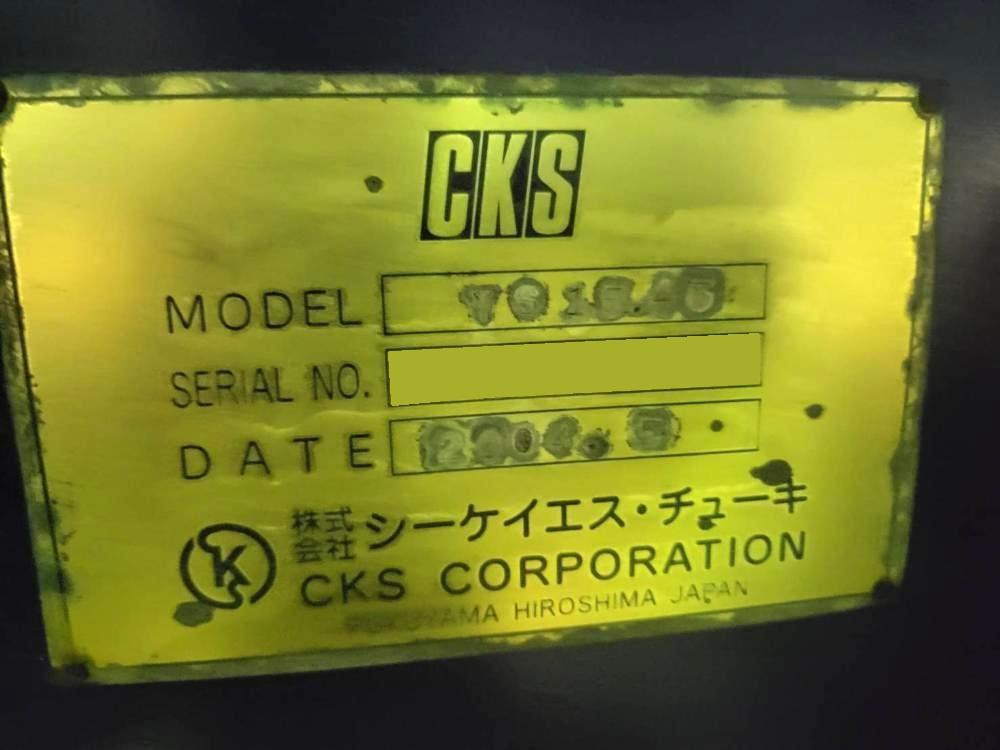 CKS
MODEL
SERIAL NO.
DATE
株式会社 シーケイエス・チューキ
CKS CORPORATION
HIROSHIMA JAPAN